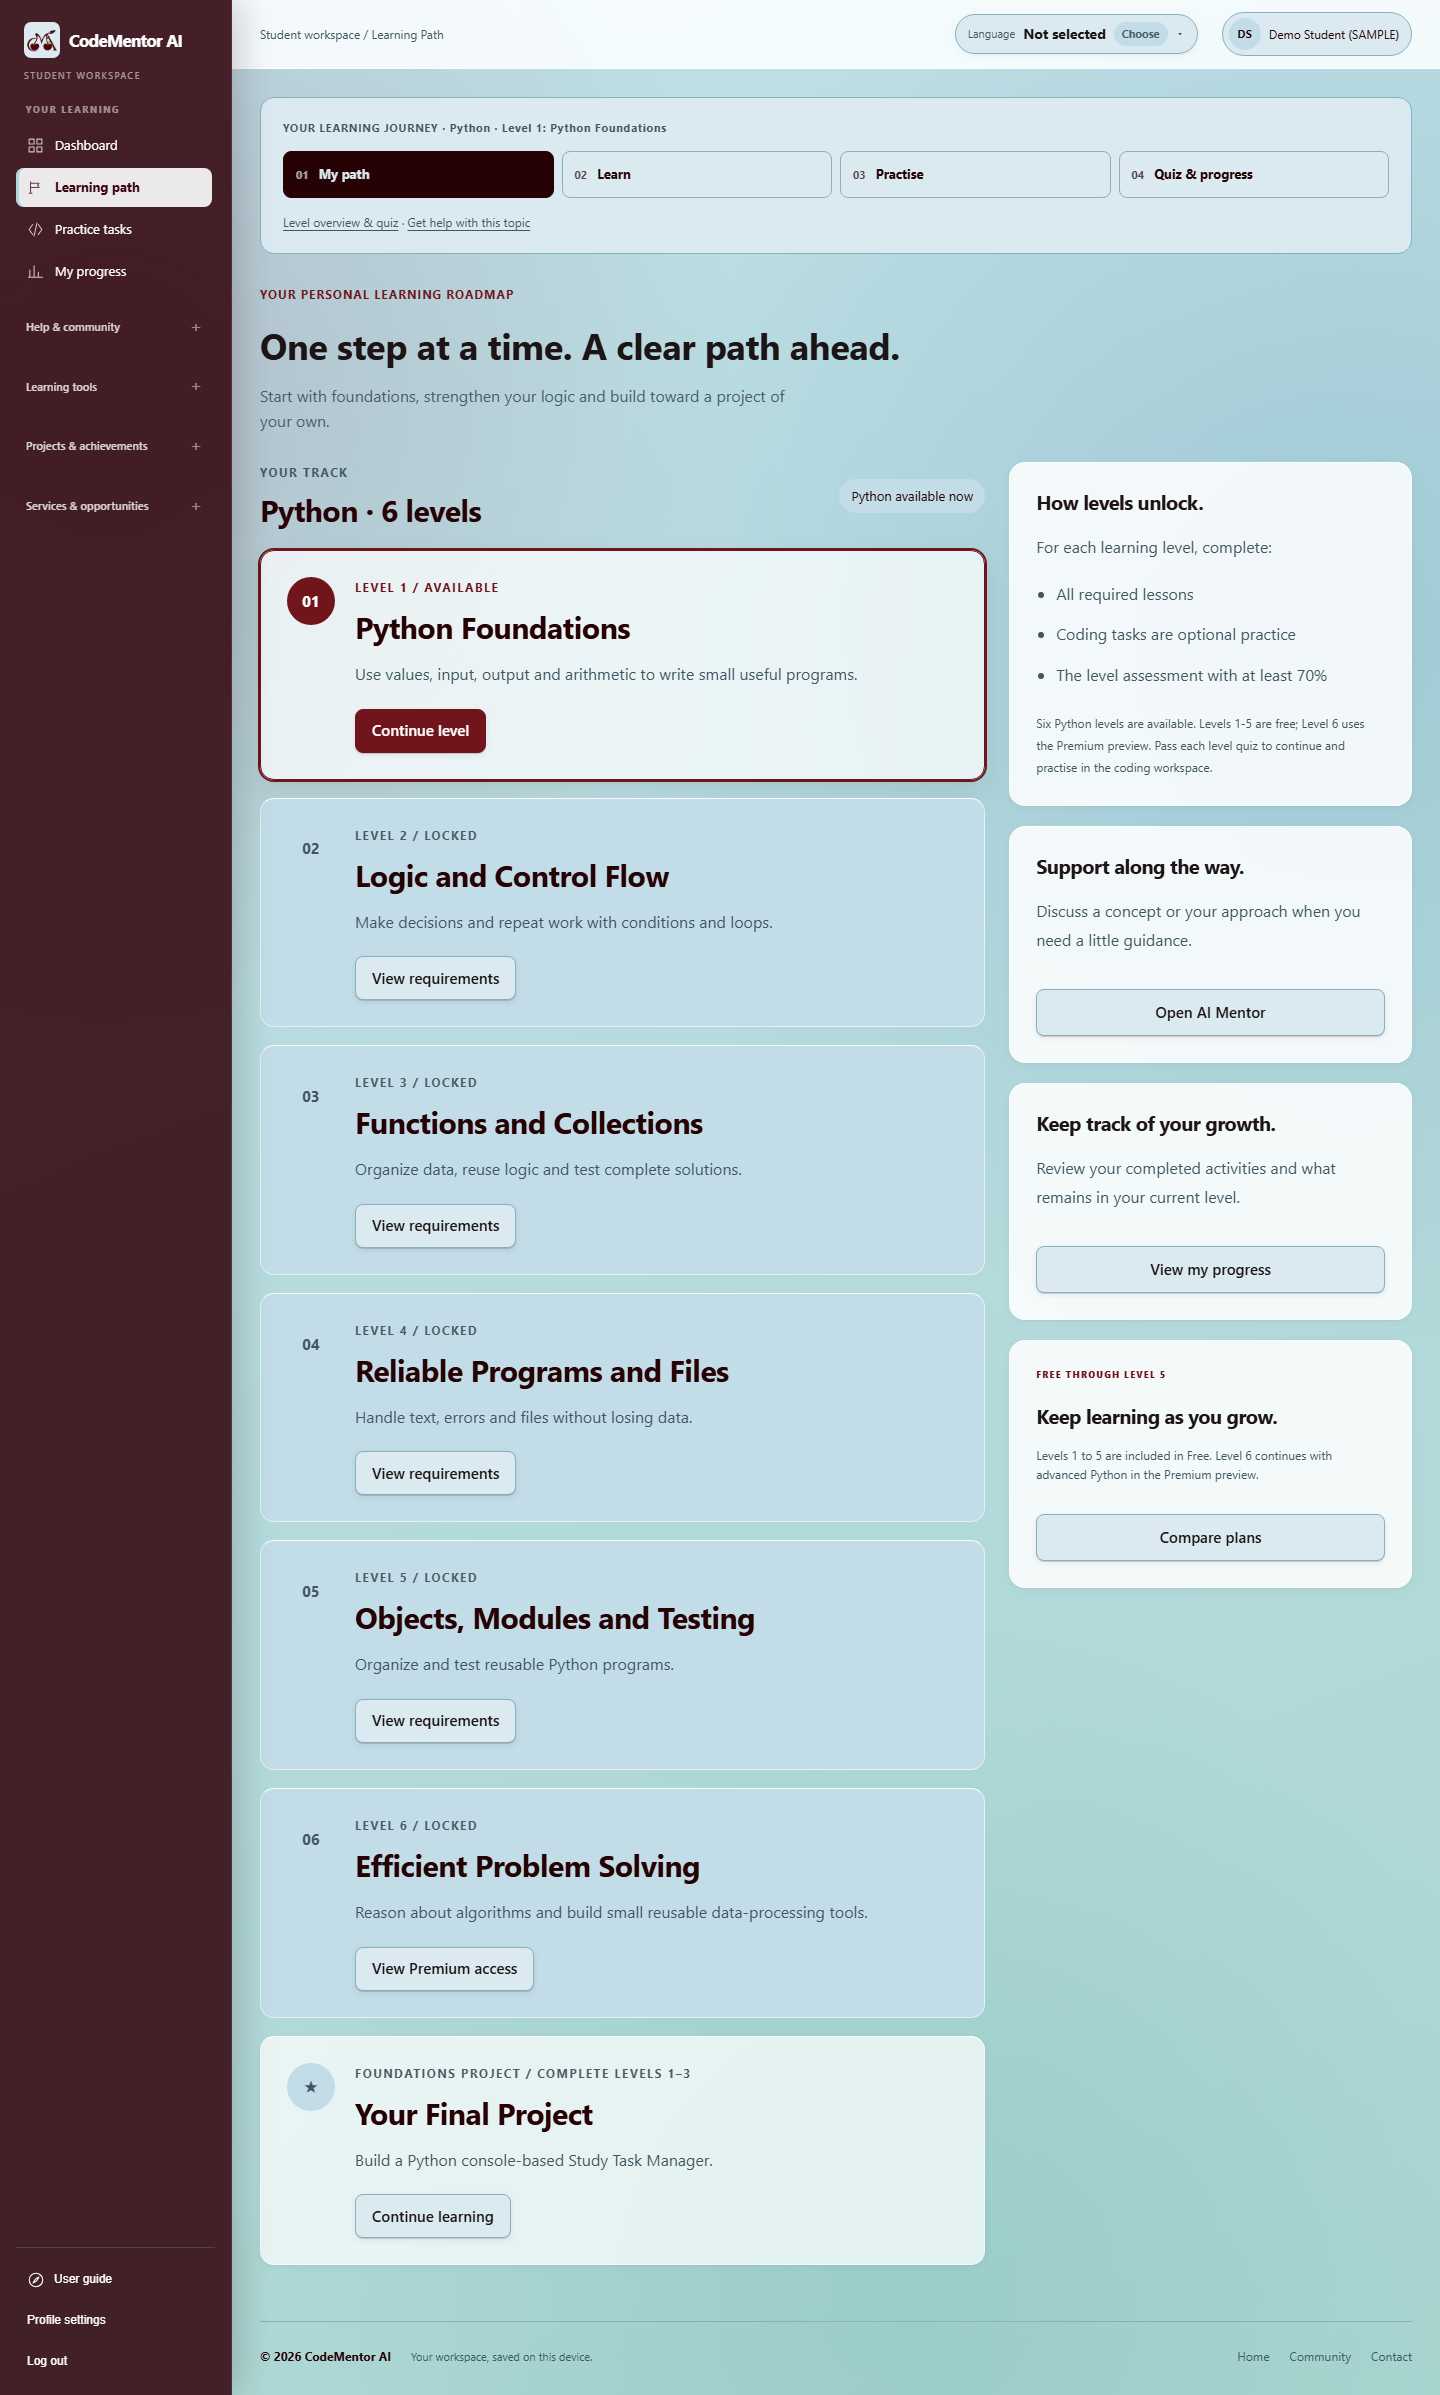 CodeMentor AI
STUDENT WORKSPACE
YOUR LEARNING
Dashboard
Learning path
Practice tasks
My progress
Help & community +
Learning tools +
Projects & achievements +
Services & opportunities +
User guide
Profile settings
Log out
Student workspace / Learning Path
Language Not selected Choose
DS Demo Student (SAMPLE)
YOUR LEARNING JOURNEY · Python · Level 1: Python Foundations
01 My path
02 Learn
03 Practise
04 Quiz & progress
Level overview & quiz · Get help with this topic
YOUR PERSONAL LEARNING ROADMAP
One step at a time. A clear path ahead.
Start with foundations, strengthen your logic and build toward a project of
your own.
YOUR TRACK
Python · 6 levels
Python available now
01
LEVEL 1 / AVAILABLE
Python Foundations
Use values, input, output and arithmetic to write small useful programs.
Continue level
02
LEVEL 2 / LOCKED
Logic and Control Flow
Make decisions and repeat work with conditions and loops.
View requirements
03
LEVEL 3 / LOCKED
Functions and Collections
Organize data, reuse logic and test complete solutions.
View requirements
04
LEVEL 4 / LOCKED
Reliable Programs and Files
Handle text, errors and files without losing data.
View requirements
05
LEVEL 5 / LOCKED
Objects, Modules and Testing
Organize and test reusable Python programs.
View requirements
06
LEVEL 6 / LOCKED
Efficient Problem Solving
Reason about algorithms and build small reusable data-processing tools.
View Premium access
★
FOUNDATIONS PROJECT / COMPLETE LEVELS 1–3
Your Final Project
Build a Python console-based Study Task Manager.
Continue learning
How levels unlock.
For each learning level, complete:
• All required lessons
• Coding tasks are optional practice
• The level assessment with at least 70%
Six Python levels are available. Levels 1-5 are free; Level 6 uses
the Premium preview. Pass each level quiz to continue and
practise in the coding workspace.
Support along the way.
Discuss a concept or your approach when you
need a little guidance.
Open AI Mentor
Keep track of your growth.
Review your completed activities and what
remains in your current level.
View my progress
FREE THROUGH LEVEL 5
Keep learning as you grow.
Levels 1 to 5 are included in Free. Level 6 continues with
advanced Python in the Premium preview.
Compare plans
© 2026 CodeMentor AI Your workspace, saved on this device.
Home Community Contact